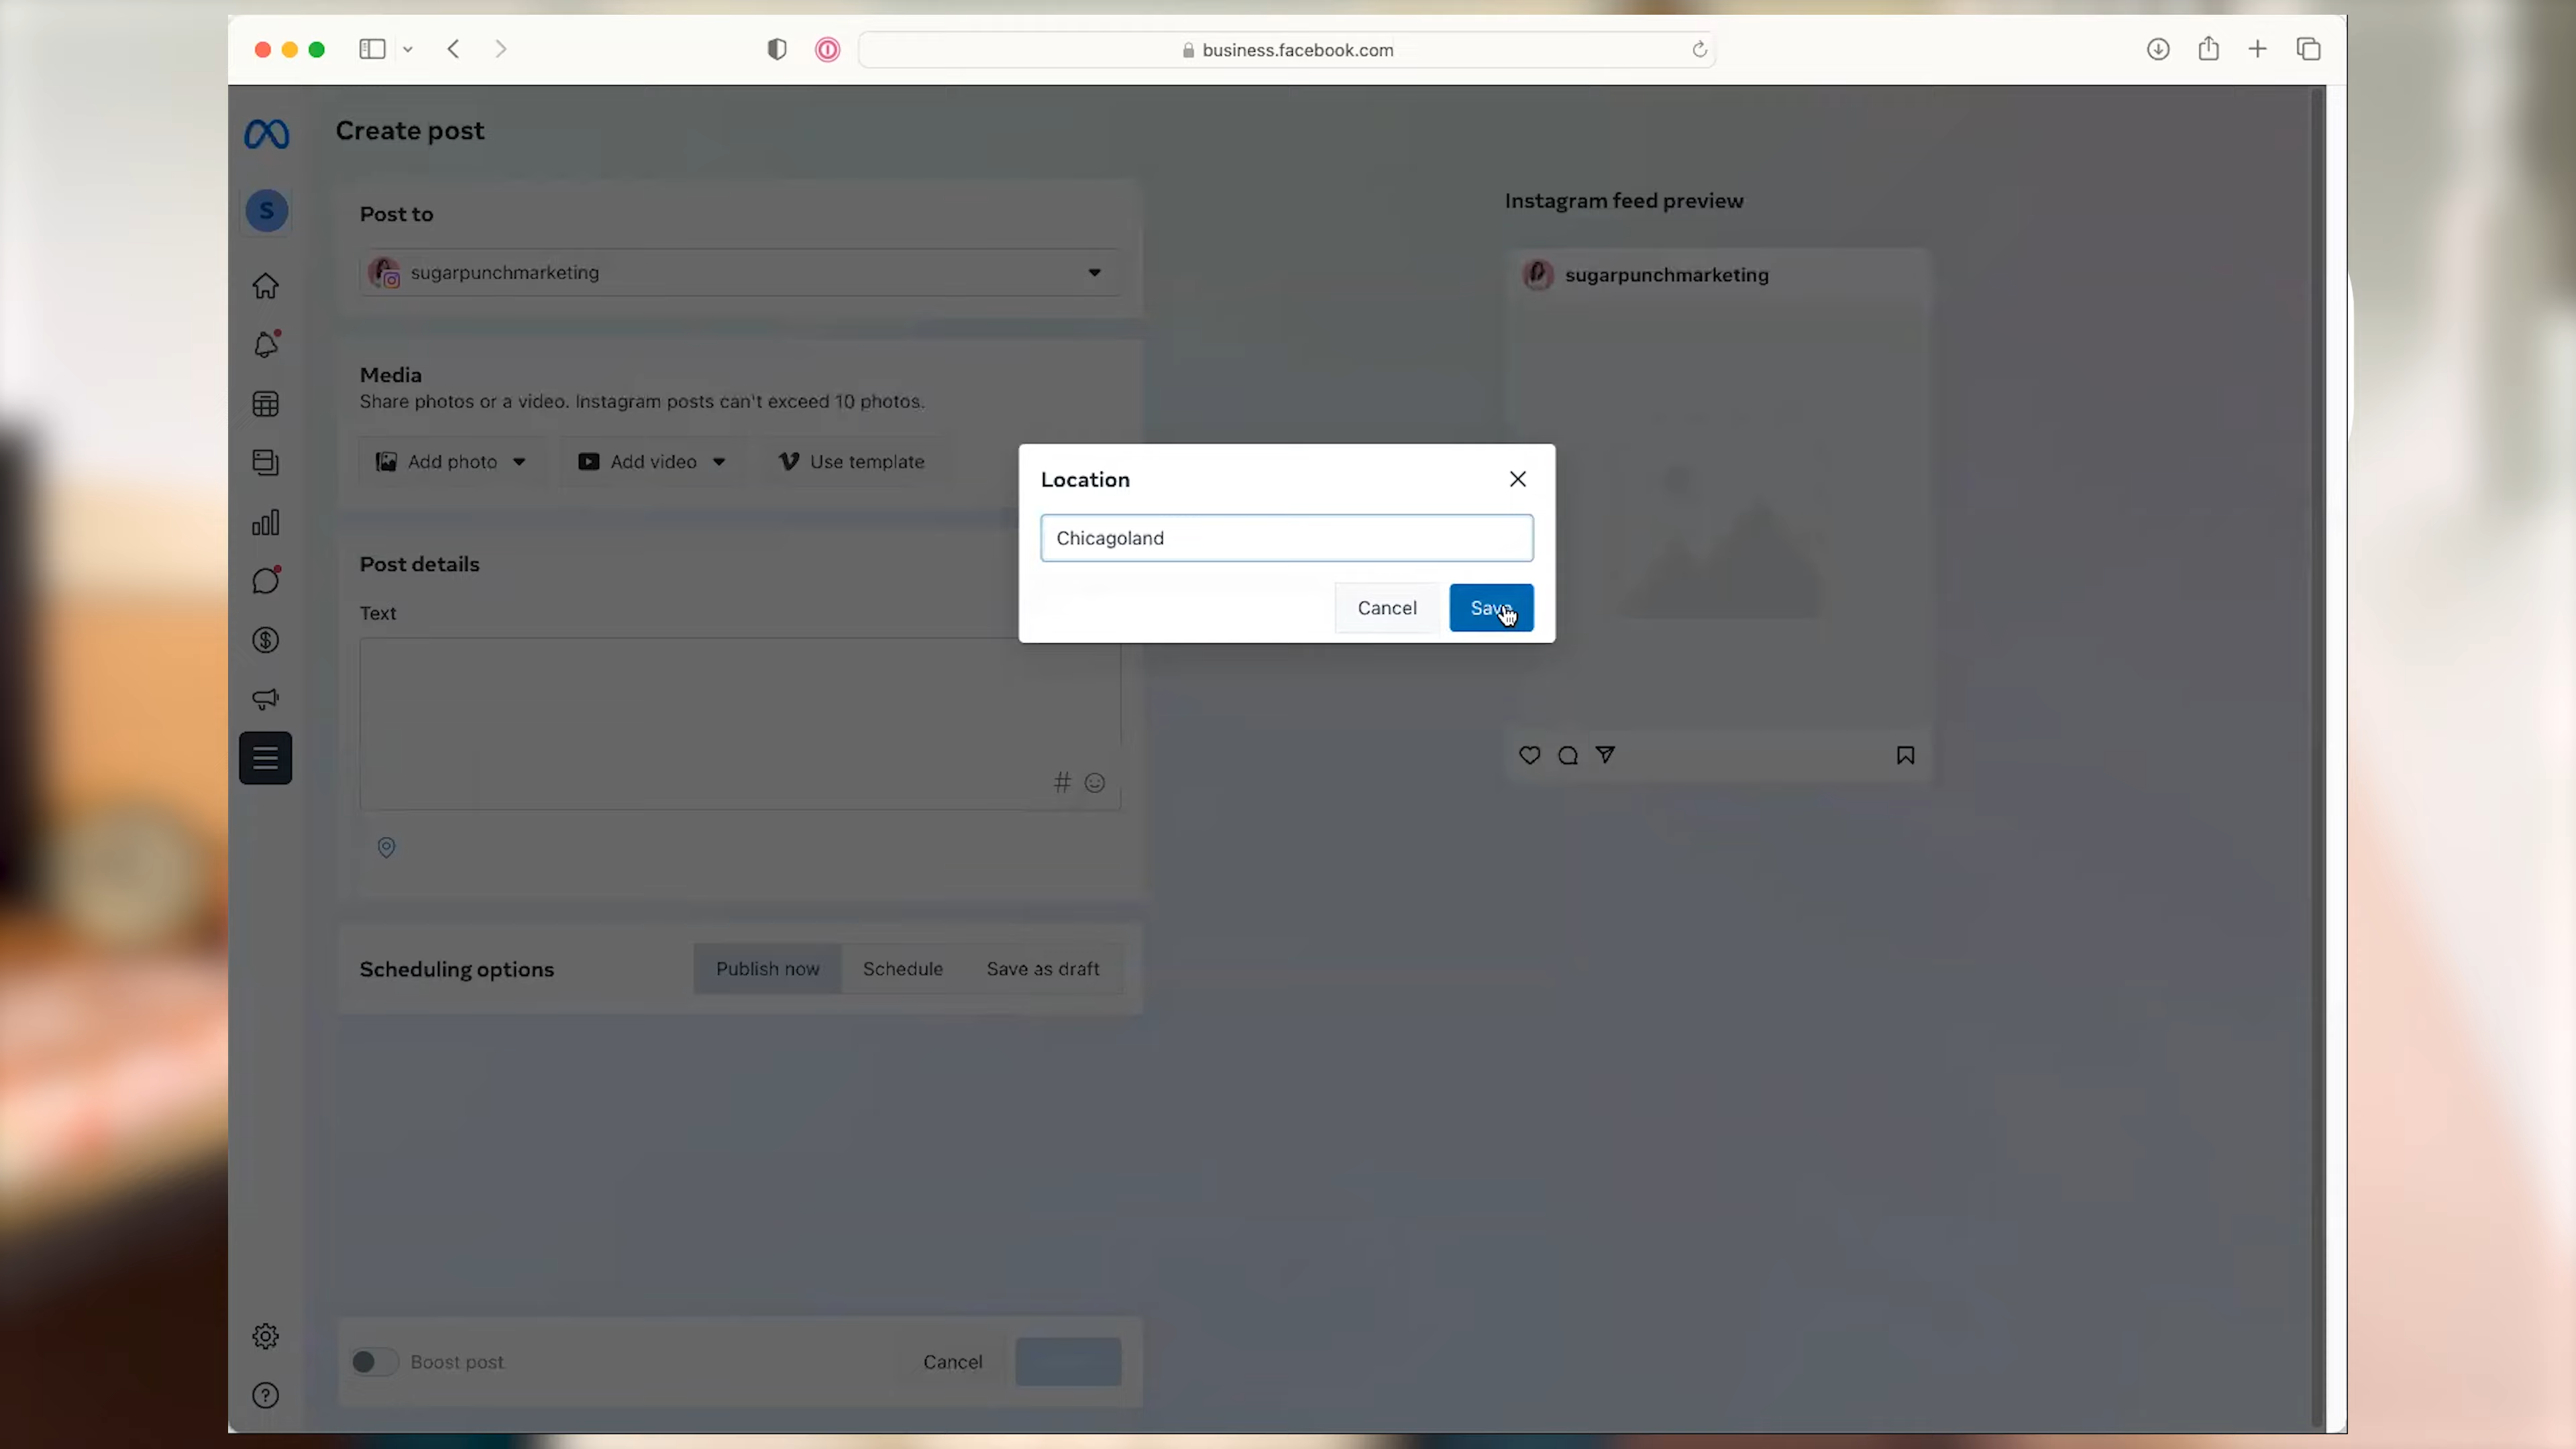 business.facebook.com
Create post
S
Post to
sugarpunchmarketing
Media
Share photos or a video. Instagram posts can't exceed 10 photos.
Add photo
Add video
Use template
Post details
Text
#
Scheduling options
Publish now
Schedule
Save as draft
Boost post
Cancel
Instagram feed preview
sugarpunchmarketing
Location
Chicagoland
Cancel
Save